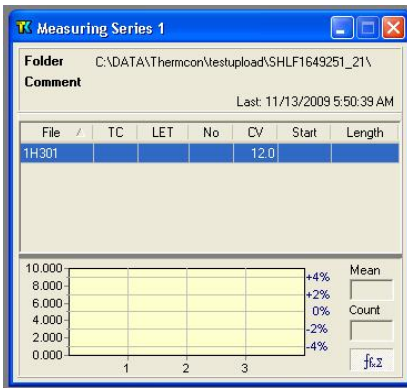 TK Measuring Series 1
Folder C:\DATA\Thermcon\testupload\SHLF1649251_21\
Comment
Last: 11/13/2009 5:50:39 AM
File TC LET No CV Start Length
1H301 12.0
10.000 +4% Mean
8.000 +2%
6.000 0% Count
4.000 -2%
2.000 -4%
0.000
1 2 3
ffxΣ